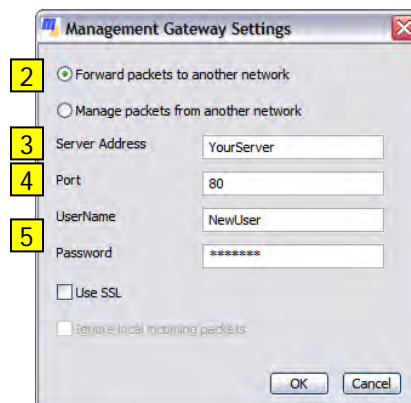 Management Gateway Settings
2
Forward packets to another network
Manage packets from another network
3
Server Address
YourServer
4
Port
80
5
UserName
NewUser
Password
*******
Use SSL
Ignore local incoming packets
OK
Cancel